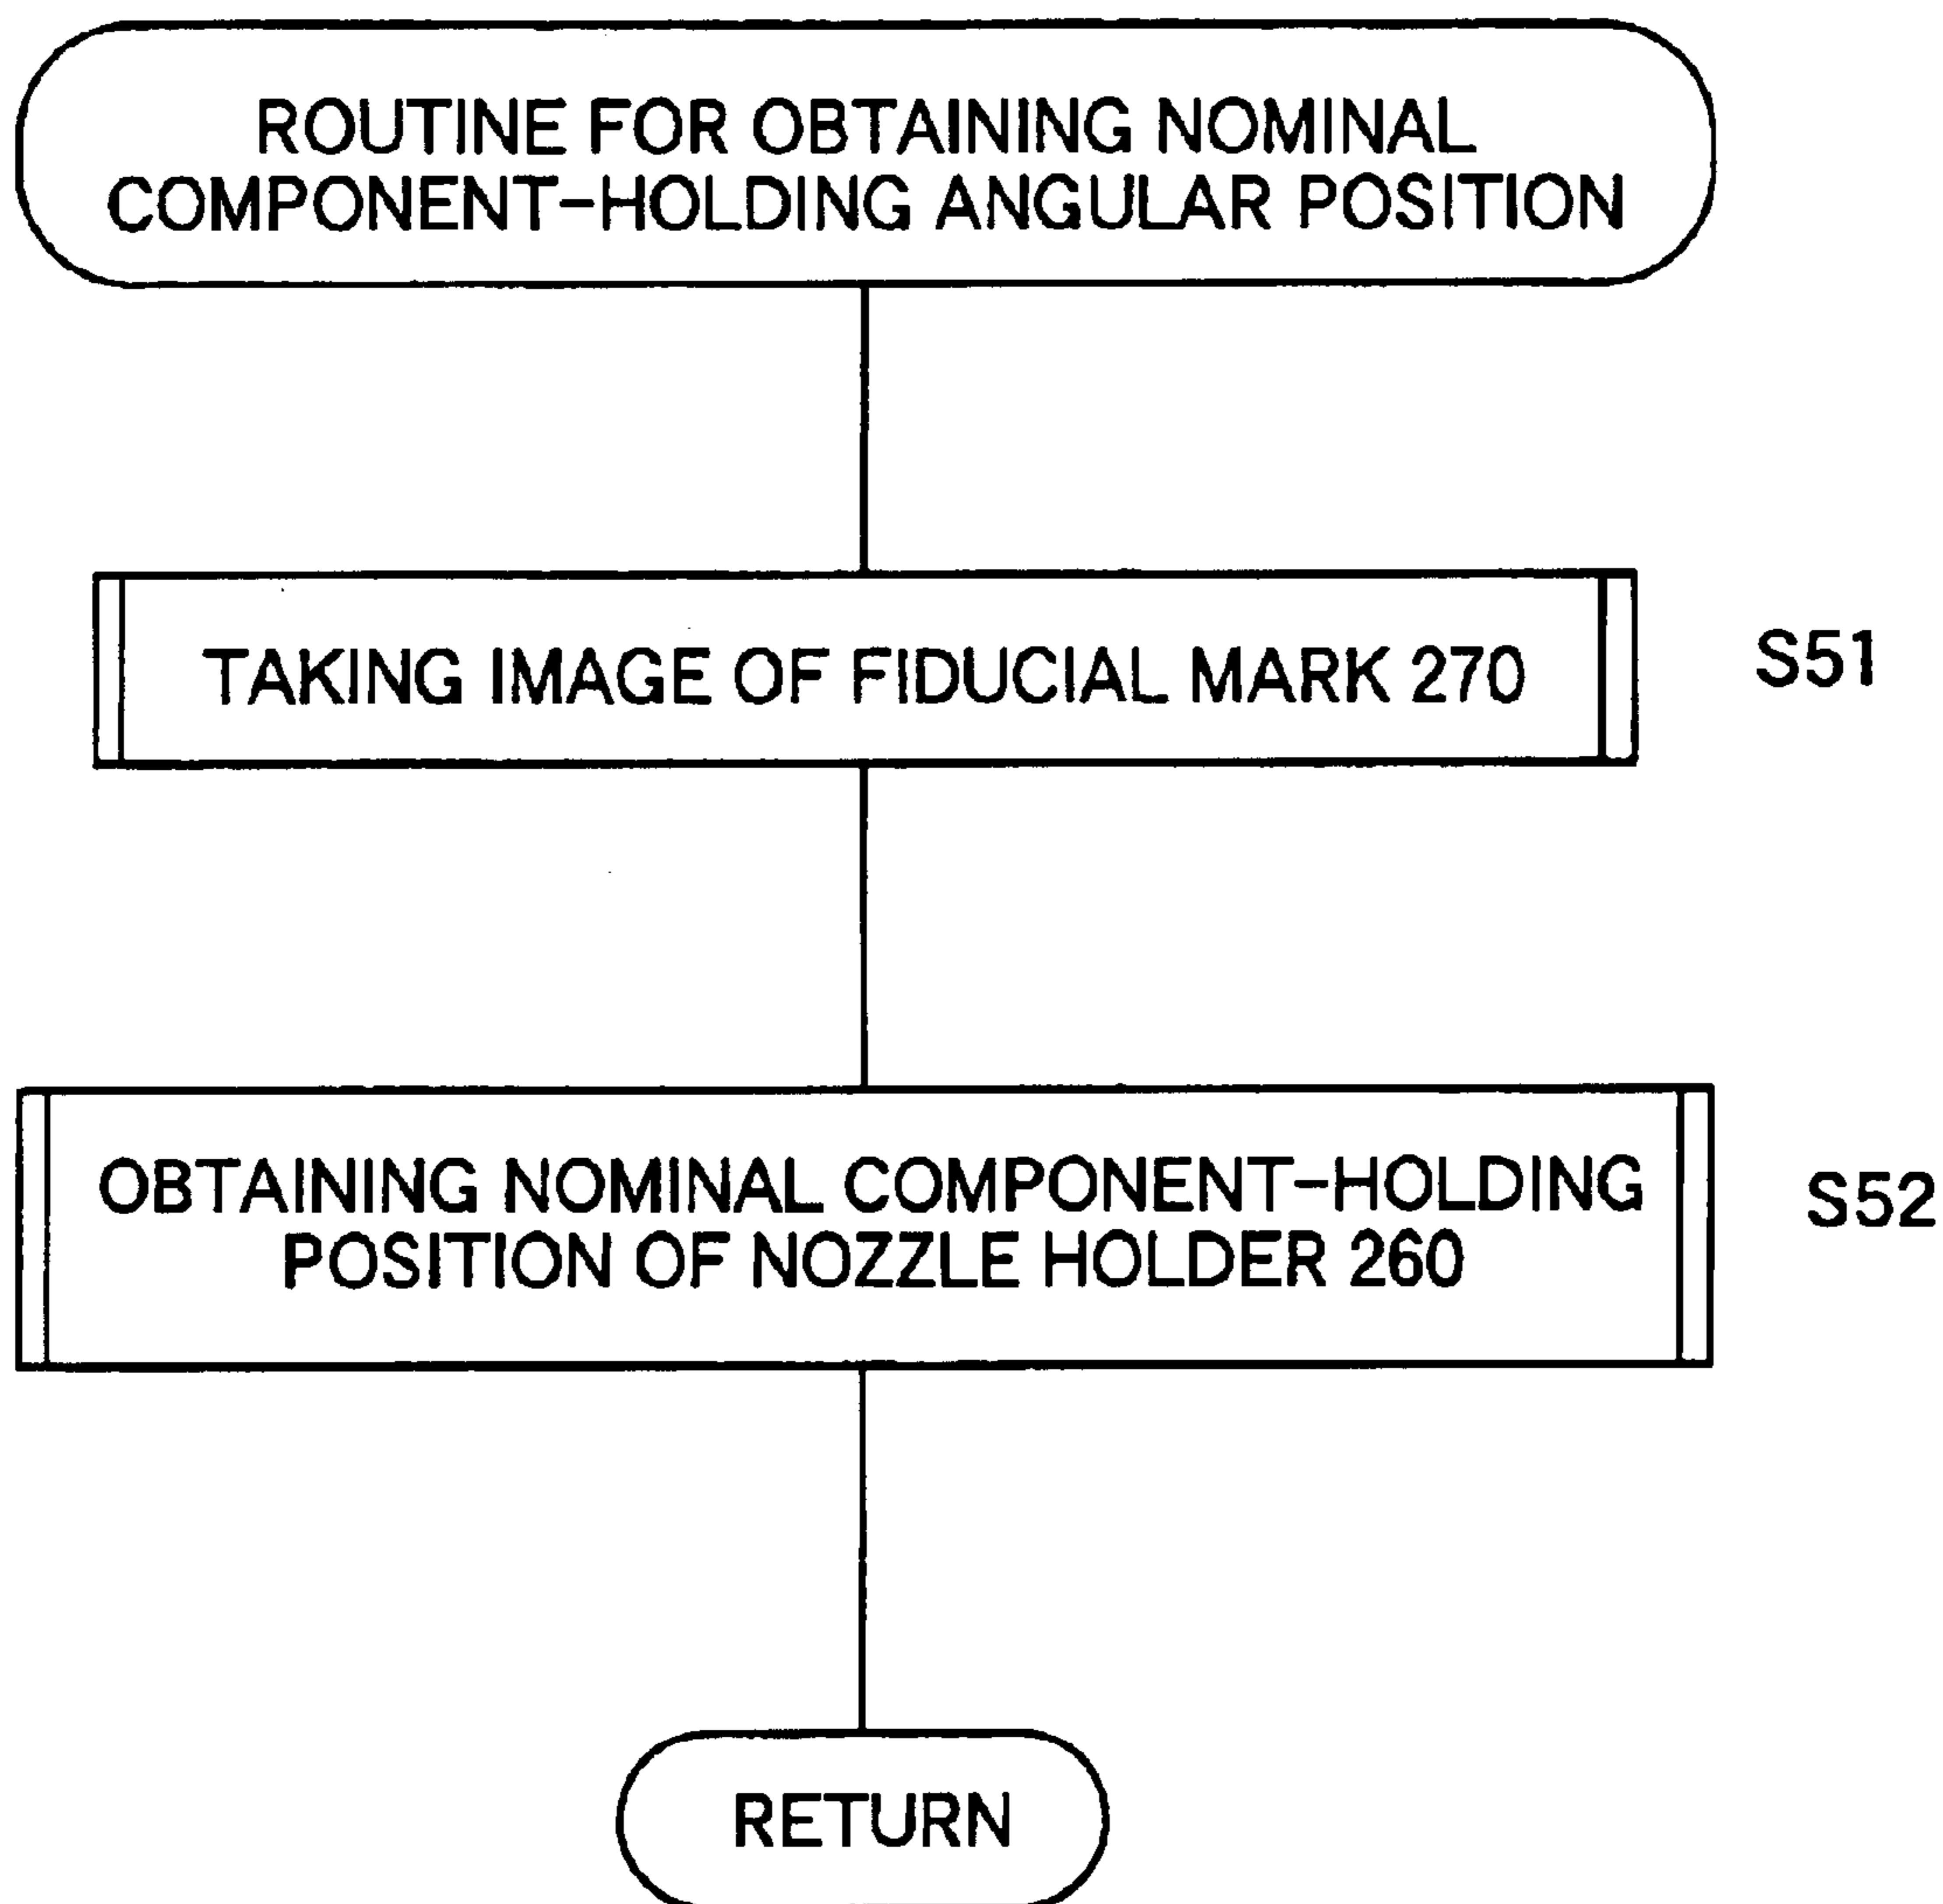 ROUTINE FOR OBTAINING NOMINAL
COMPONENT-HOLDING ANGULAR POSITION
TAKING IMAGE OF FIDUCIAL MARK 270
S51
OBTAINING NOMINAL COMPONENT-HOLDING
POSITION OF NOZZLE HOLDER 260
S52
RETURN